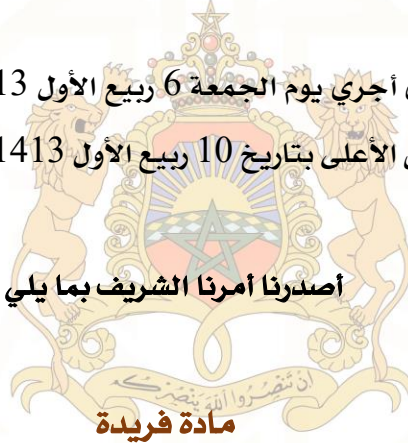 أجري يوم الجمعة 6 ربيع الأول 13
الأعلى بتاريخ 10 ربيع الأول 1413
أصدرنا أمرنا الشريف بما يلي
إن تنصروا الله ينصركم
مادة فريدة